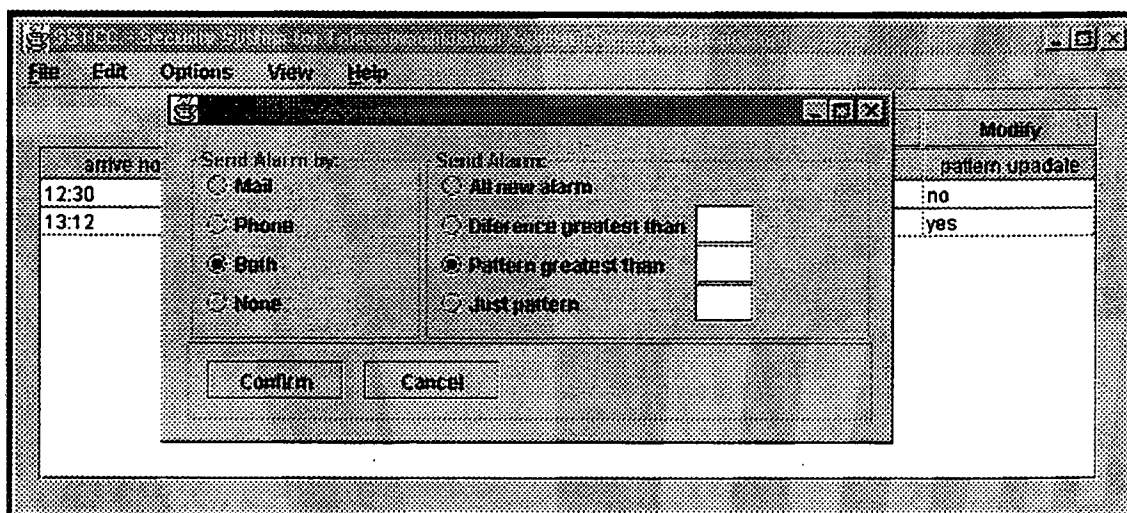 File Edit Options View Help
Modify
arrive ho
pattern upadate
12:30
no
13:12
yes
Send Alarm by:
Mail
Phone
Both
None
Send Alarm:
All new alarm
Diference greatest than
Pattern greatest than
Just pattern
Confirm Cancel